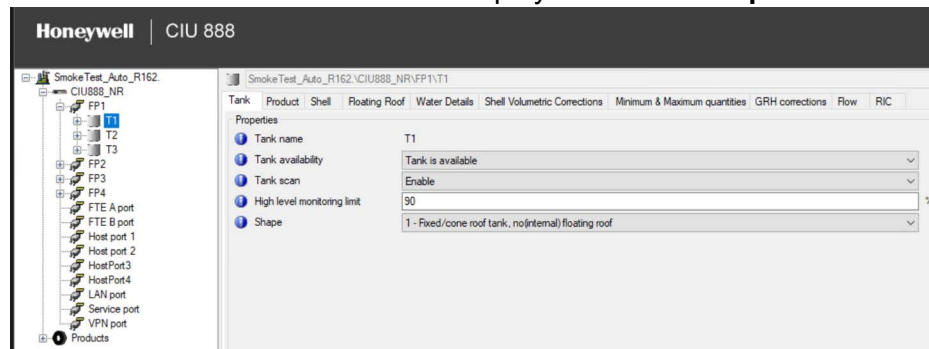 Honeywell | CIU 888
SmokeTest_Auto_R162.
CIU888_NR
FP1
T1
T2
T3
FP2
FP3
FP4
FTE A port
FTE B port
Host port 1
Host port 2
HostPort3
HostPort4
LAN port
Service port
VPN port
Products
SmokeTest_Auto_R162.\CIU888_NR\FP1\T1
Tank Product Shell Floating Roof Water Details Shell Volumetric Corrections Minimum & Maximum quantities GRH corrections Flow RIC
Properties
Tank name T1
Tank availability Tank is available
Tank scan Enable
High level monitoring limit 90
Shape 1 - Fixed/cone roof tank, no(internal) floating roof